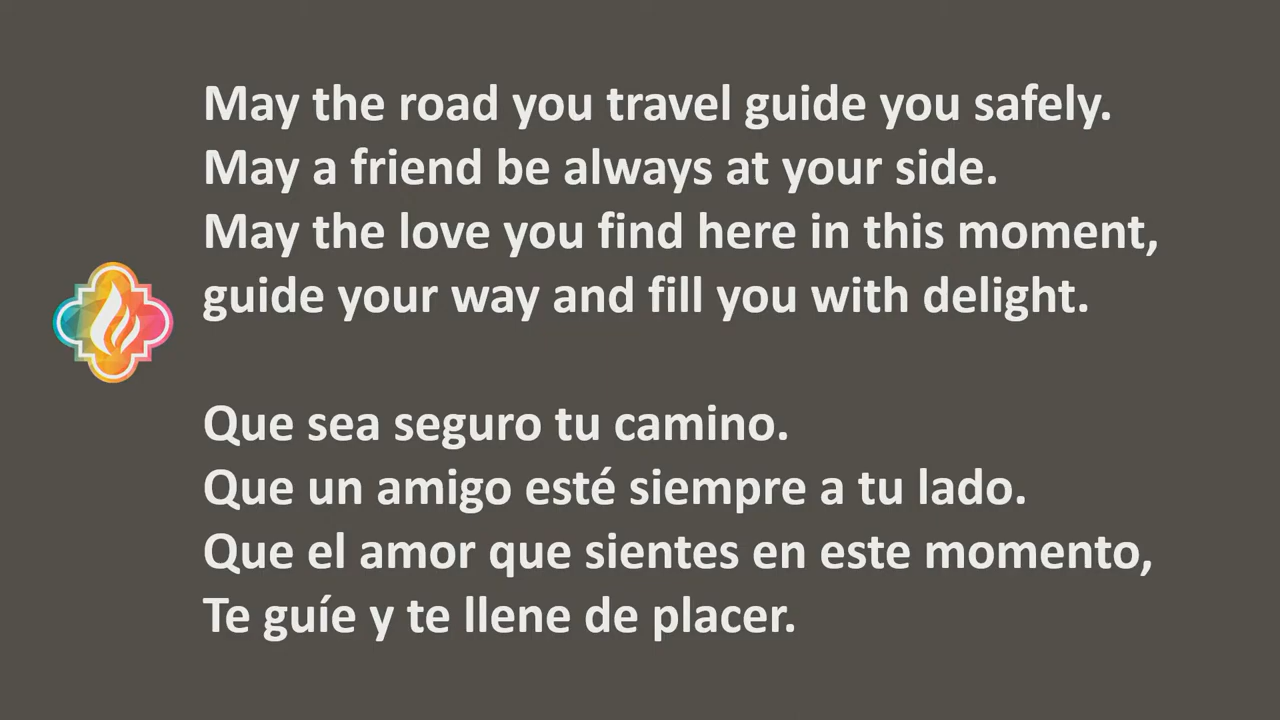 May the road you travel guide you safely.
May a friend be always at your side.
May the love you find here in this moment,
guide your way and fill you with delight.
Que sea seguro tu camino.
Que un amigo esté siempre a tu lado.
Que el amor que sientes en este momento,
Te guíe y te llene de placer.